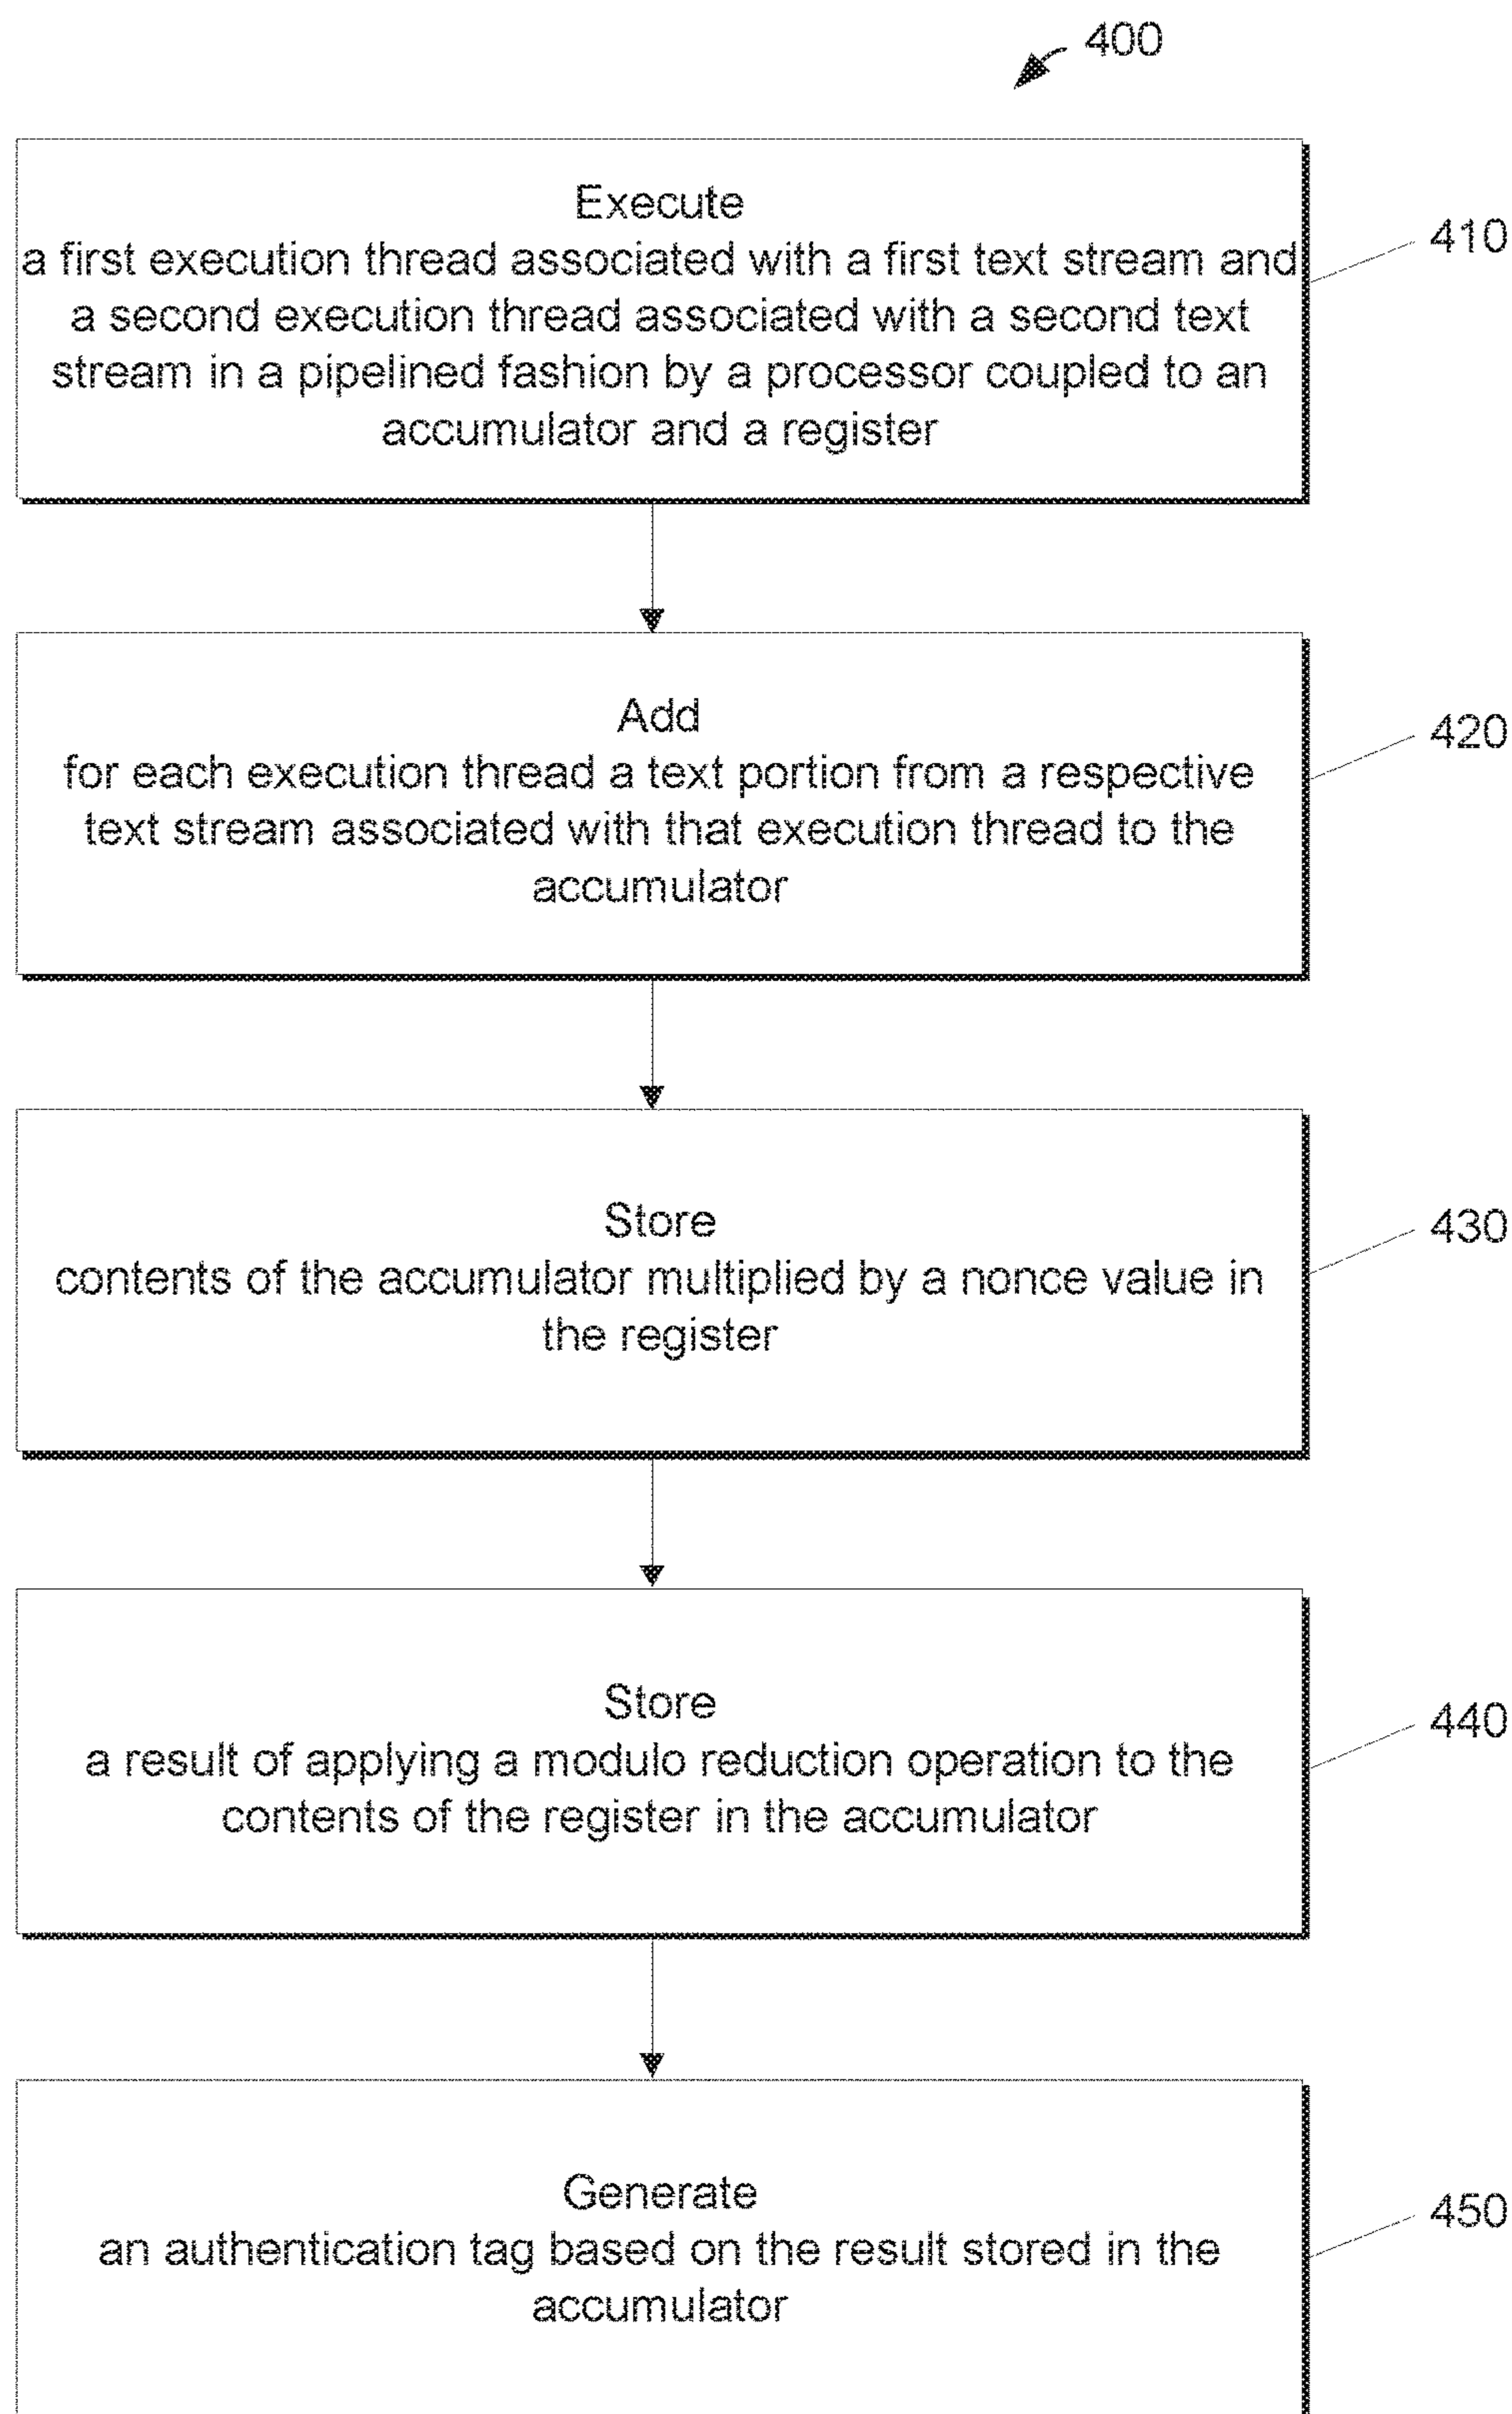 400
Execute
a first execution thread associated with a first text stream and
a second execution thread associated with a second text
stream in a pipelined fashion by a processor coupled to an
accumulator and a register
410
Add
for each execution thread a text portion from a respective
text stream associated with that execution thread to the
accumulator
420
Store
contents of the accumulator multiplied by a nonce value in
the register
430
Store
a result of applying a modulo reduction operation to the
contents of the register in the accumulator
440
Generate
an authentication tag based on the result stored in the
accumulator
450